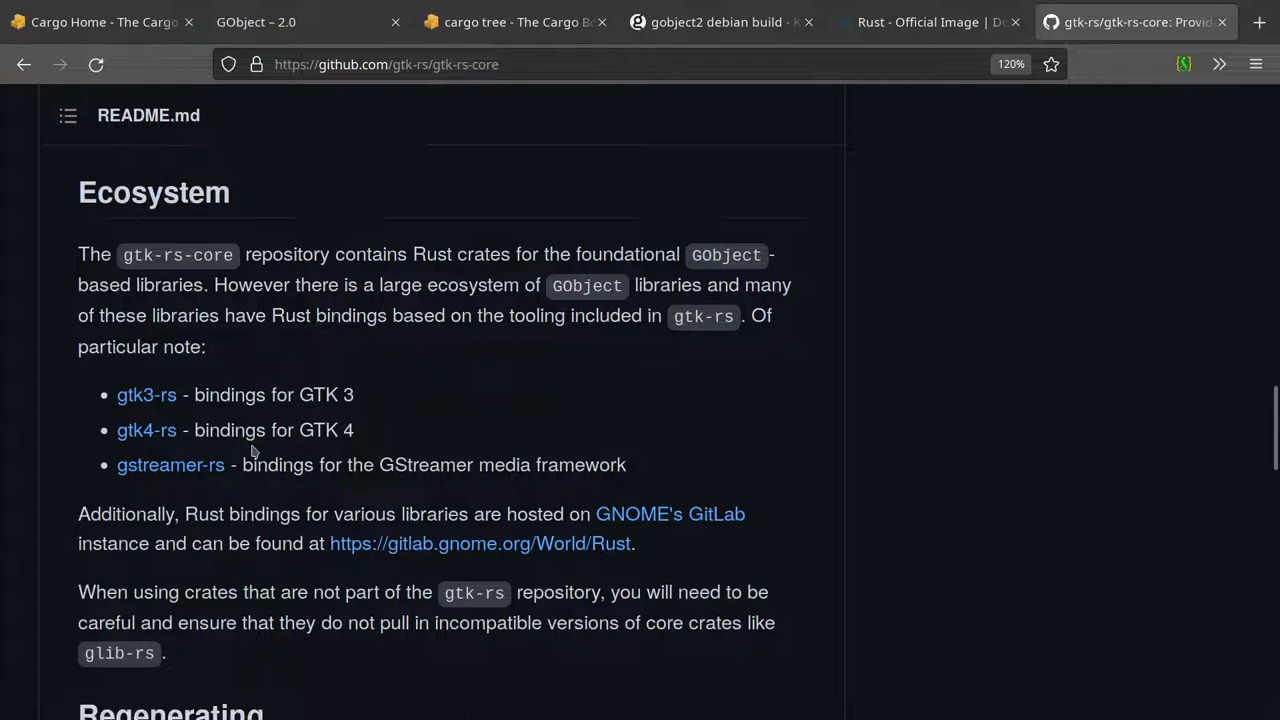 Cargo Home - The Cargo
GObject – 2.0
cargo tree - The Cargo Bo
gobject2 debian build - K
Rust - Official Image | Do
gtk-rs/gtk-rs-core: Provid
https://github.com/gtk-rs/gtk-rs-core
120%
README.md
Ecosystem
The gtk-rs-core repository contains Rust crates for the foundational GObject-
based libraries. However there is a large ecosystem of GObject libraries and many
of these libraries have Rust bindings based on the tooling included in gtk-rs. Of
particular note:
• gtk3-rs - bindings for GTK 3
• gtk4-rs - bindings for GTK 4
• gstreamer-rs - bindings for the GStreamer media framework
Additionally, Rust bindings for various libraries are hosted on GNOME's GitLab
instance and can be found at https://gitlab.gnome.org/World/Rust.
When using crates that are not part of the gtk-rs repository, you will need to be
careful and ensure that they do not pull in incompatible versions of core crates like
glib-rs.
Regenerating